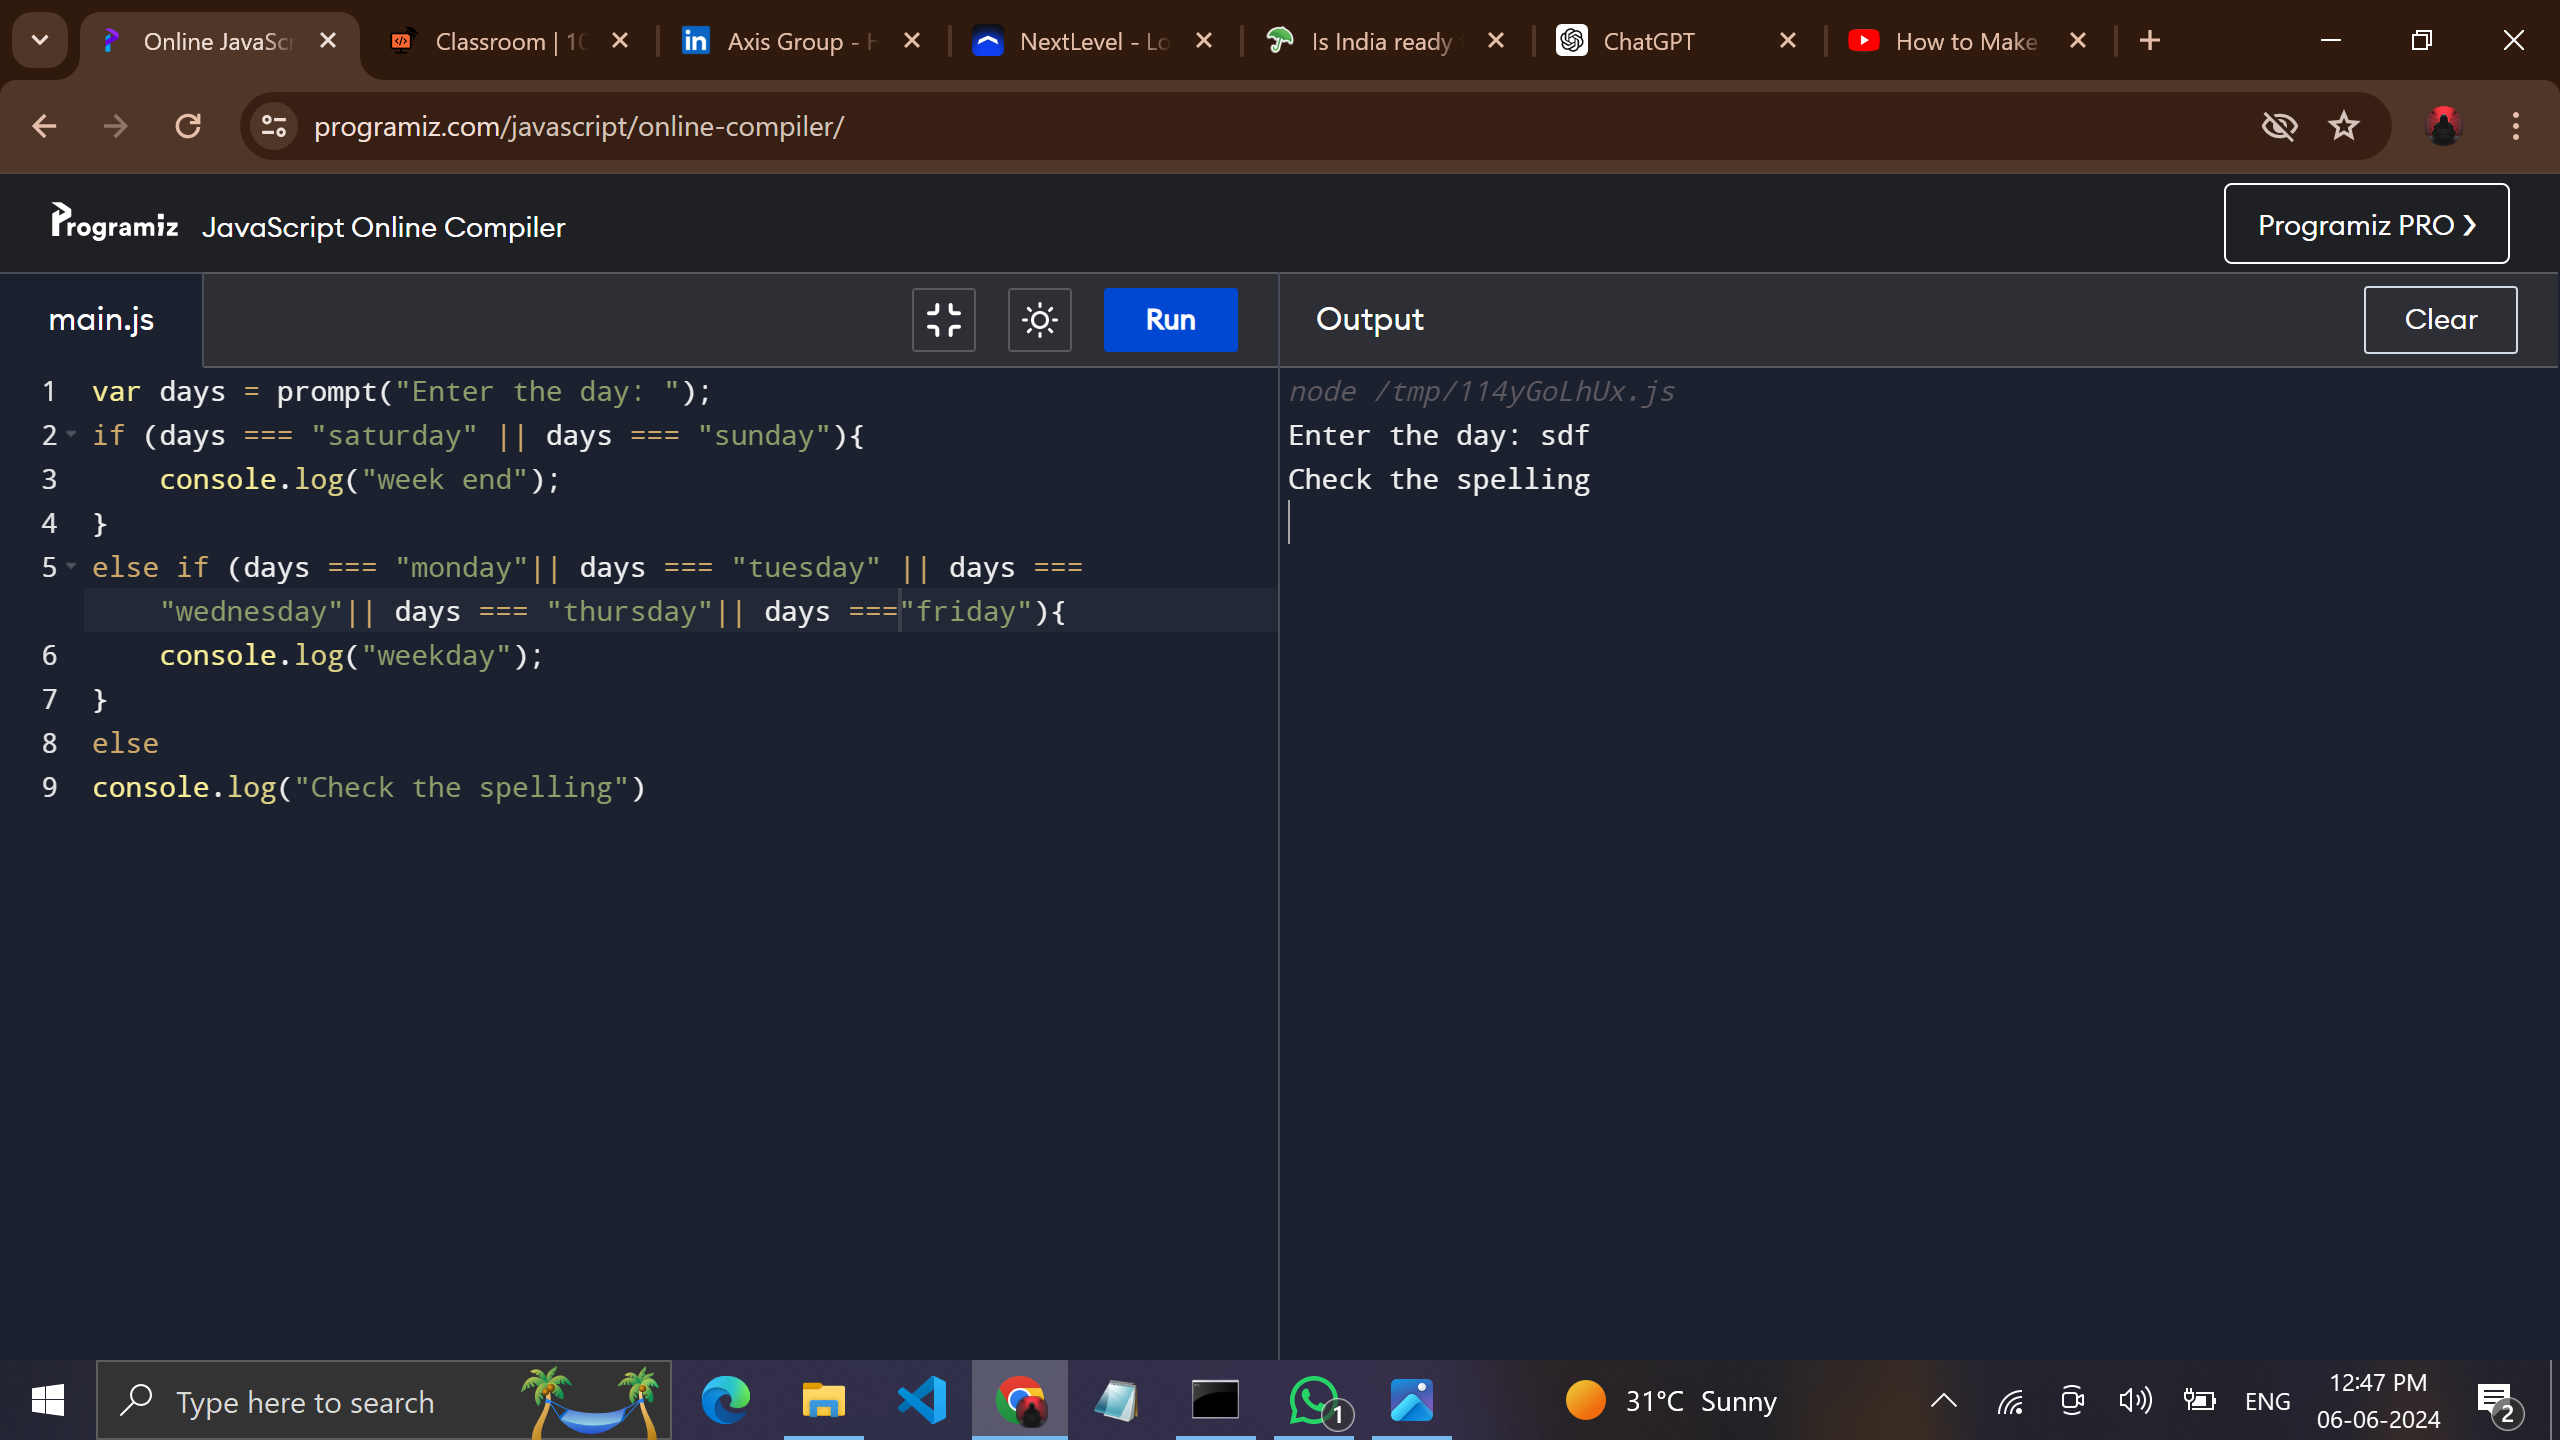 Online JavaScr
Classroom | 10
in Axis Group - H
NextLevel - Lo
Is India ready
ChatGPT
How to Make
programiz.com/javascript/online-compiler/
Programiz JavaScript Online Compiler
Programiz PRO ❯
main.js
Run
Output
Clear
1 var days = prompt("Enter the day: ");
2 if (days === "saturday" || days === "sunday"){
3 console.log("week end");
4 }
5 else if (days === "monday"|| days === "tuesday" || days ===
"wednesday"|| days === "thursday"|| days ==="friday"){
6 console.log("weekday");
7 }
8 else
9 console.log("Check the spelling")
node /tmp/114yGoLhUx.js
Enter the day: sdf
Check the spelling
Type here to search
1
31°C Sunny
ENG
12:47 PM
06-06-2024
2